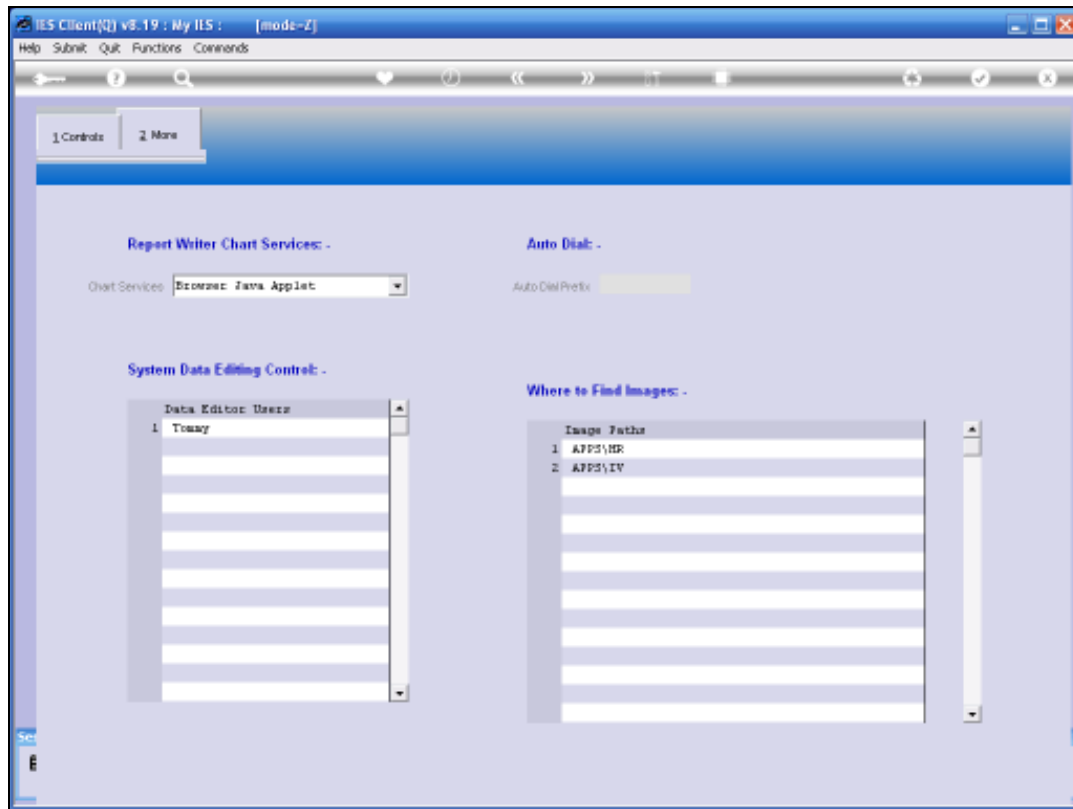 IES Client(Q) v8.19 : My IES : [mode=Z]
Help Submit Quit Functions Commands
1 Controls 2 More
Report Writer Chart Services: -
Auto Dial: -
Chart Services Browser Java Applet
Auto Dial Prefix
System Data Editing Control: -
Where to Find Images: -
Data Editor Users
1 Tommy
Image Paths
1 APPS\HR
2 APPS\IV